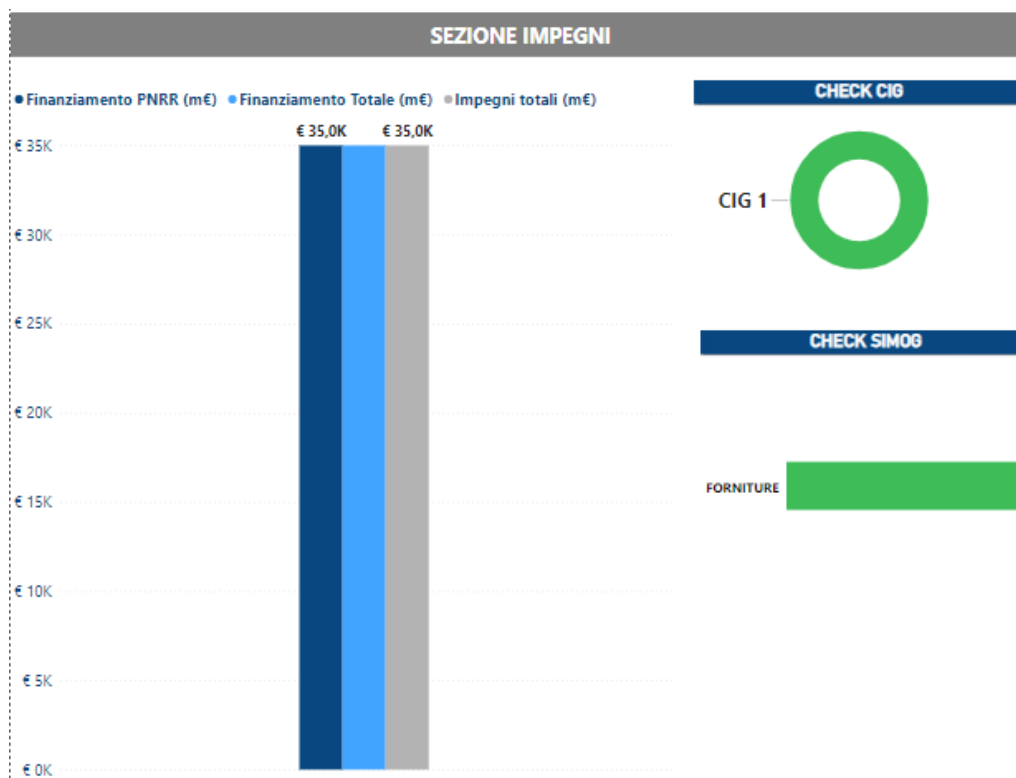 SEZIONE IMPEGNI
Finanziamento PNRR (m€) Finanziamento Totale (m€) Impegni totali (m€)
€ 35,0K € 35,0K
€ 35K
€ 30K
€ 25K
€ 20K
€ 15K
€ 10K
€ 5K
€ 0K
CHECK CIG
CIG 1
CHECK SIMOG
FORNITURE